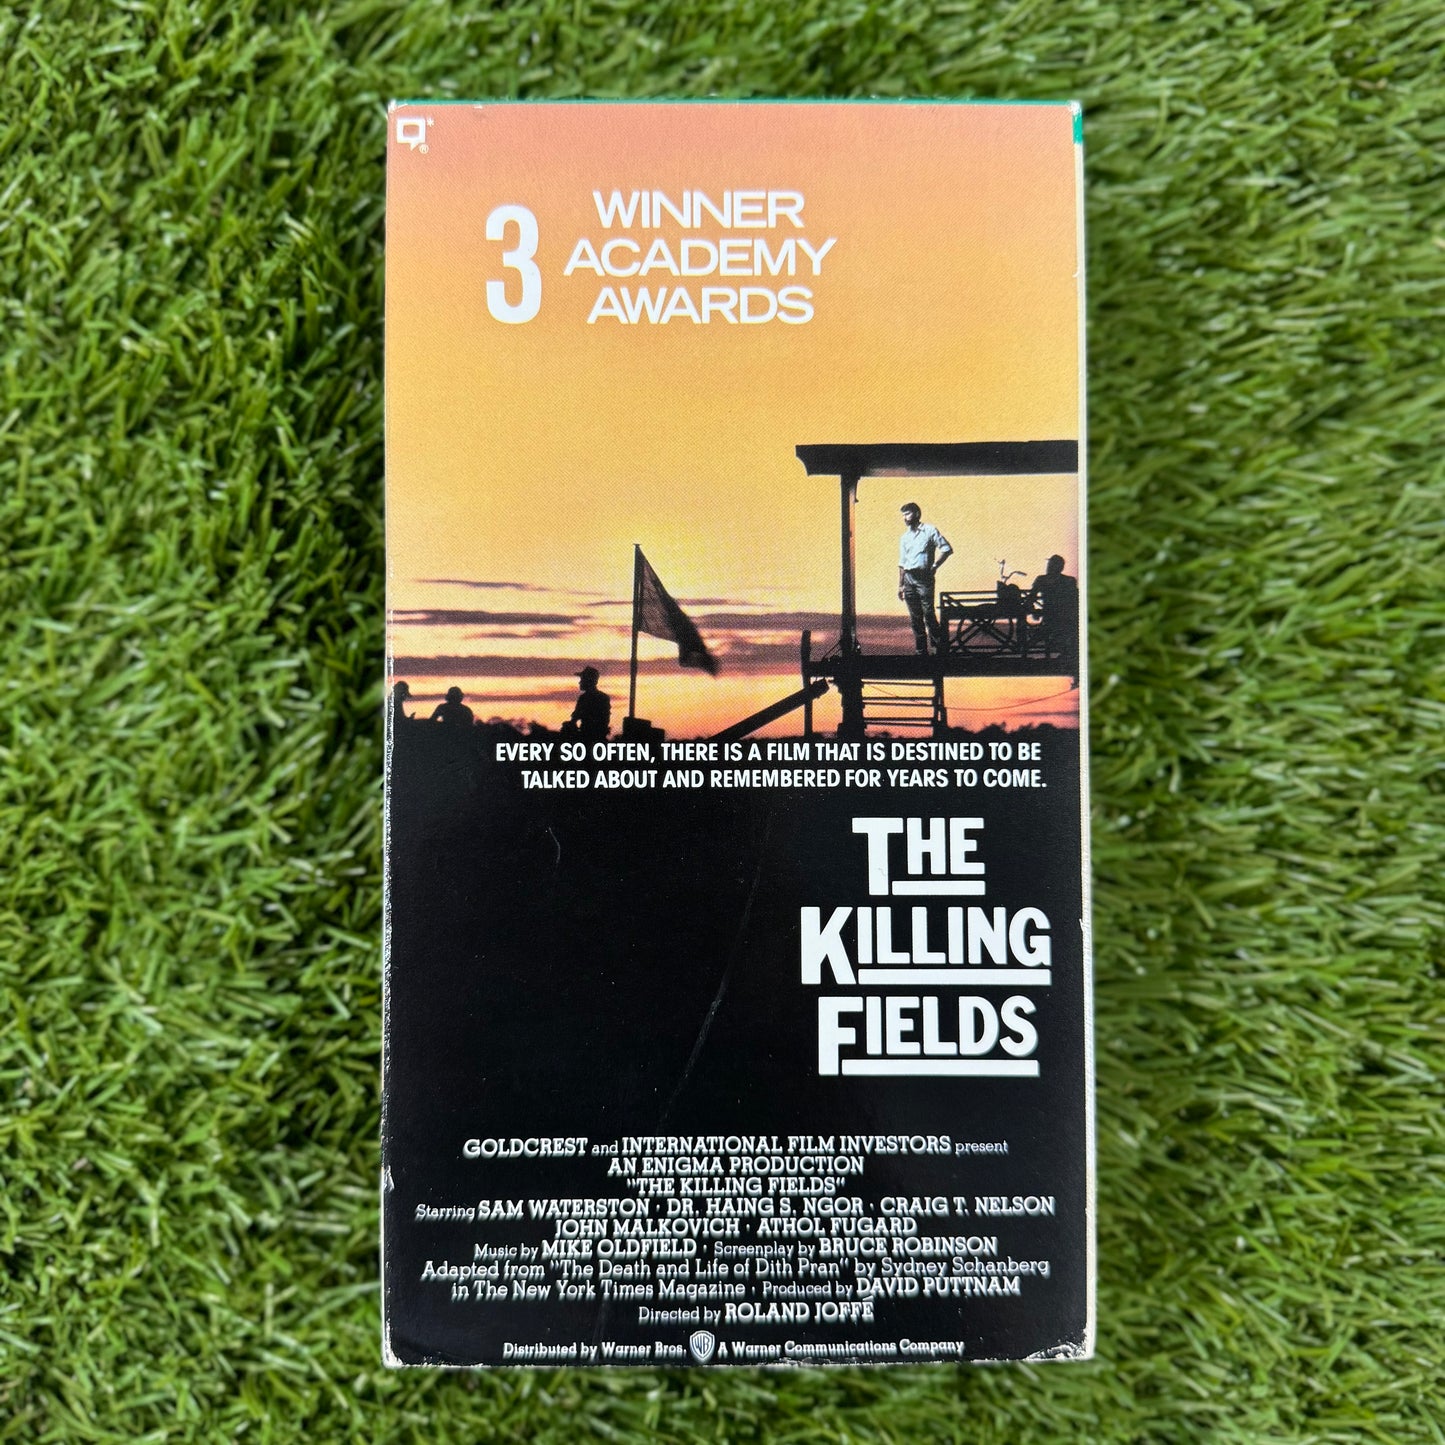 3 WINNER
ACADEMY
AWARDS
EVERY SO OFTEN, THERE IS A FILM THAT IS DESTINED TO BE
TALKED ABOUT AND REMEMBERED FOR YEARS TO COME.
THE
KILLING
FIELDS
GOLDCREST and INTERNATIONAL FILM INVESTORS present
AN ENIGMA PRODUCTION
"THE KILLING FIELDS"
Starring SAM WATERSTON · DR. HAING S. NGOR · CRAIG T. NELSON
JOHN MALKOVICH · ATHOL FUGARD
Music by MIKE OLDFIELD · Screenplay by BRUCE ROBINSON
Adapted from "The Death and Life of Dith Pran" by Sydney Schanberg
in The New York Times Magazine · Produced by DAVID PUTTNAM
Directed by ROLAND JOFFÉ
Distributed by Warner Bros. WB A Warner Communications Company